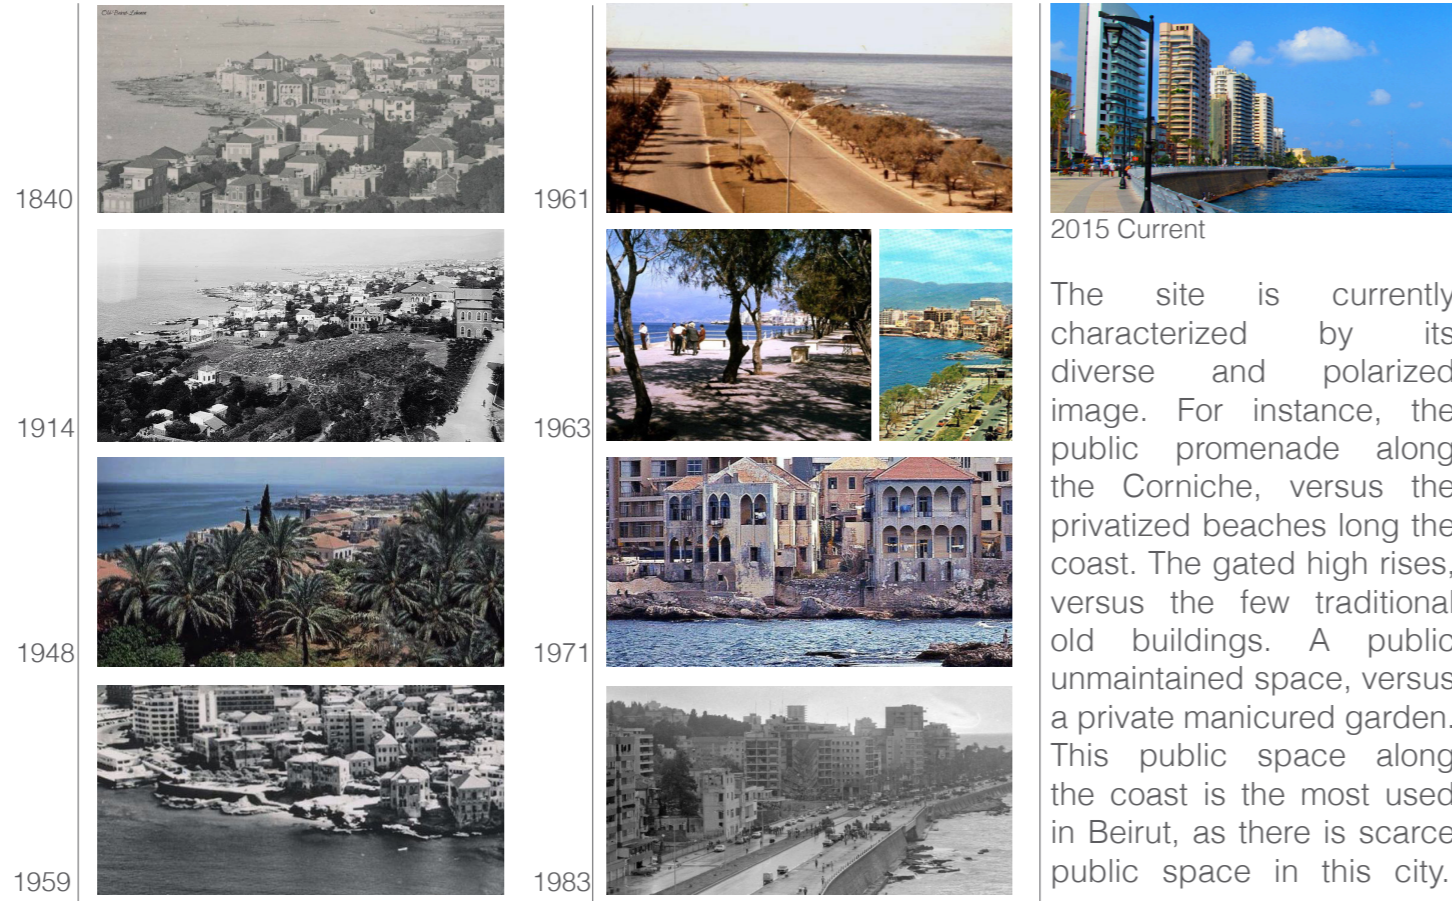 Old Beirut Lebanon
1840
1914
1948
1959
1961
1963
1971
1983
2015 Current
The site is currently
characterized by its
diverse and polarized
image. For instance, the
public promenade along
the Corniche, versus the
privatized beaches long the
coast. The gated high rises,
versus the few traditional
old buildings. A public
unmaintained space, versus
a private manicured garden.
This public space along
the coast is the most used
in Beirut, as there is scarce
public space in this city.